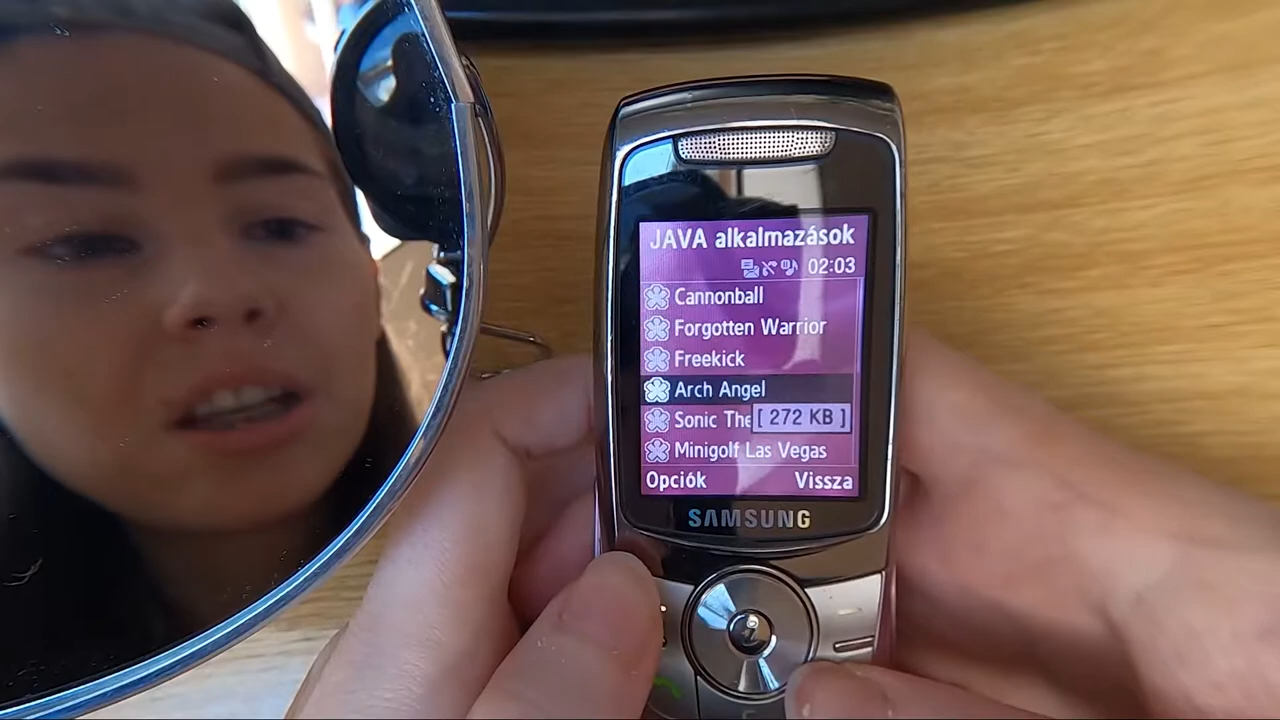 JAVA alkalmazások
02:03
Cannonball
Forgotten Warrior
Freekick
Arch Angel
Sonic The [ 272 KB ]
Minigolf Las Vegas
Opciók Vissza
SAMSUNG
i